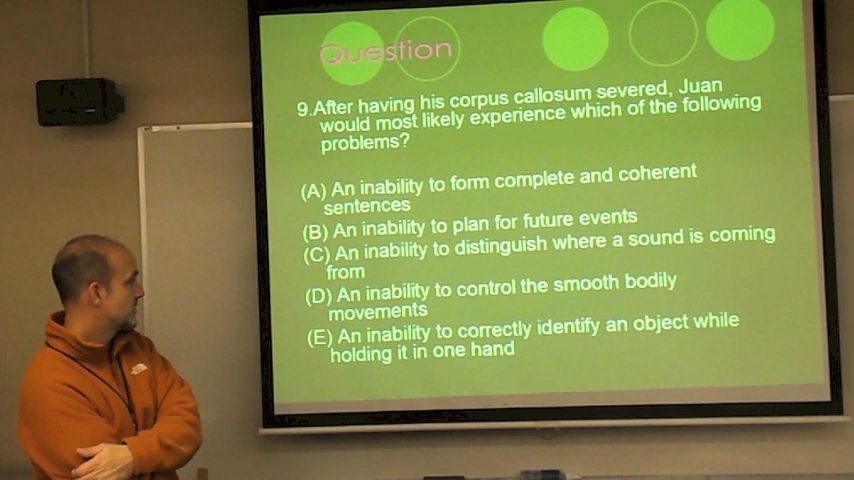 Question
9.After having his corpus callosum severed, Juan
would most likely experience which of the following
problems?
(A) An inability to form complete and coherent
sentences
(B) An inability to plan for future events
(C) An inability to distinguish where a sound is coming
from
(D) An inability to control the smooth bodily
movements
(E) An inability to correctly identify an object while
holding it in one hand